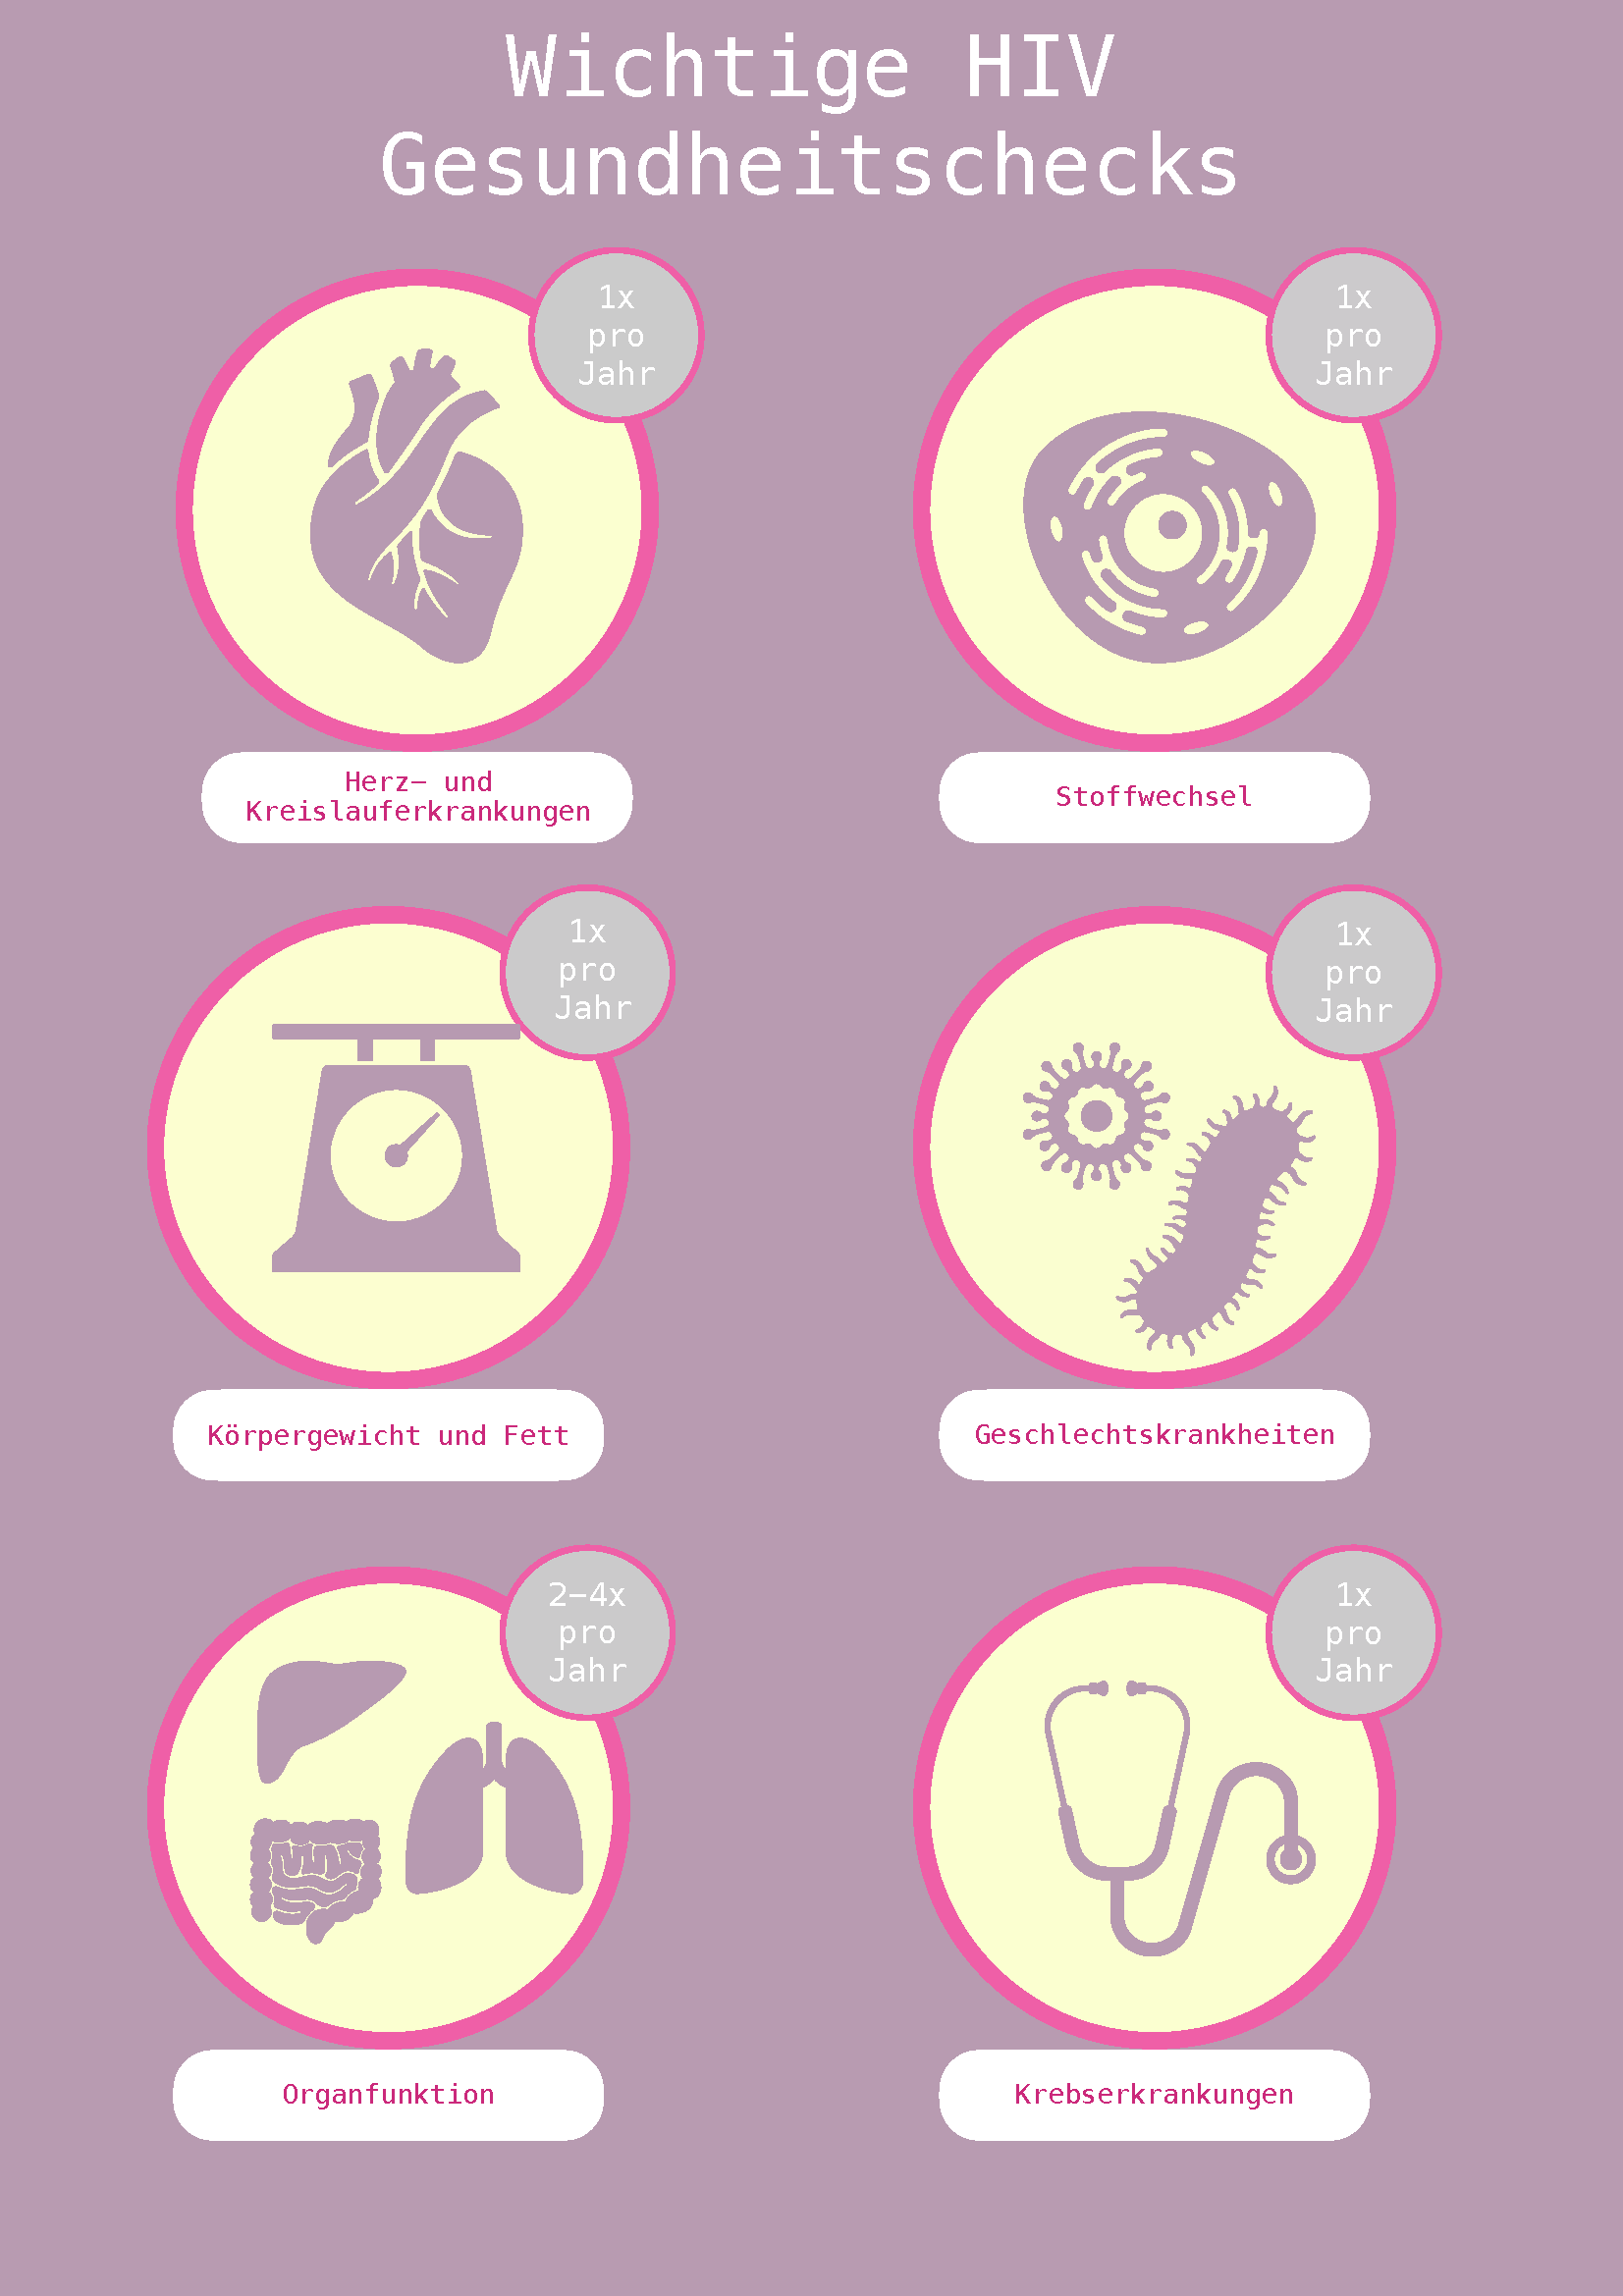 Wichtige HIV
Gesundheitschecks
1x
pro
Jahr
Herz– und
Kreislauferkrankungen
1x
pro
Jahr
Stoffwechsel
1x
pro
Jahr
Körpergewicht und Fett
1x
pro
Jahr
Geschlechtskrankheiten
2–4x
pro
Jahr
Organfunktion
1x
pro
Jahr
Krebserkrankungen